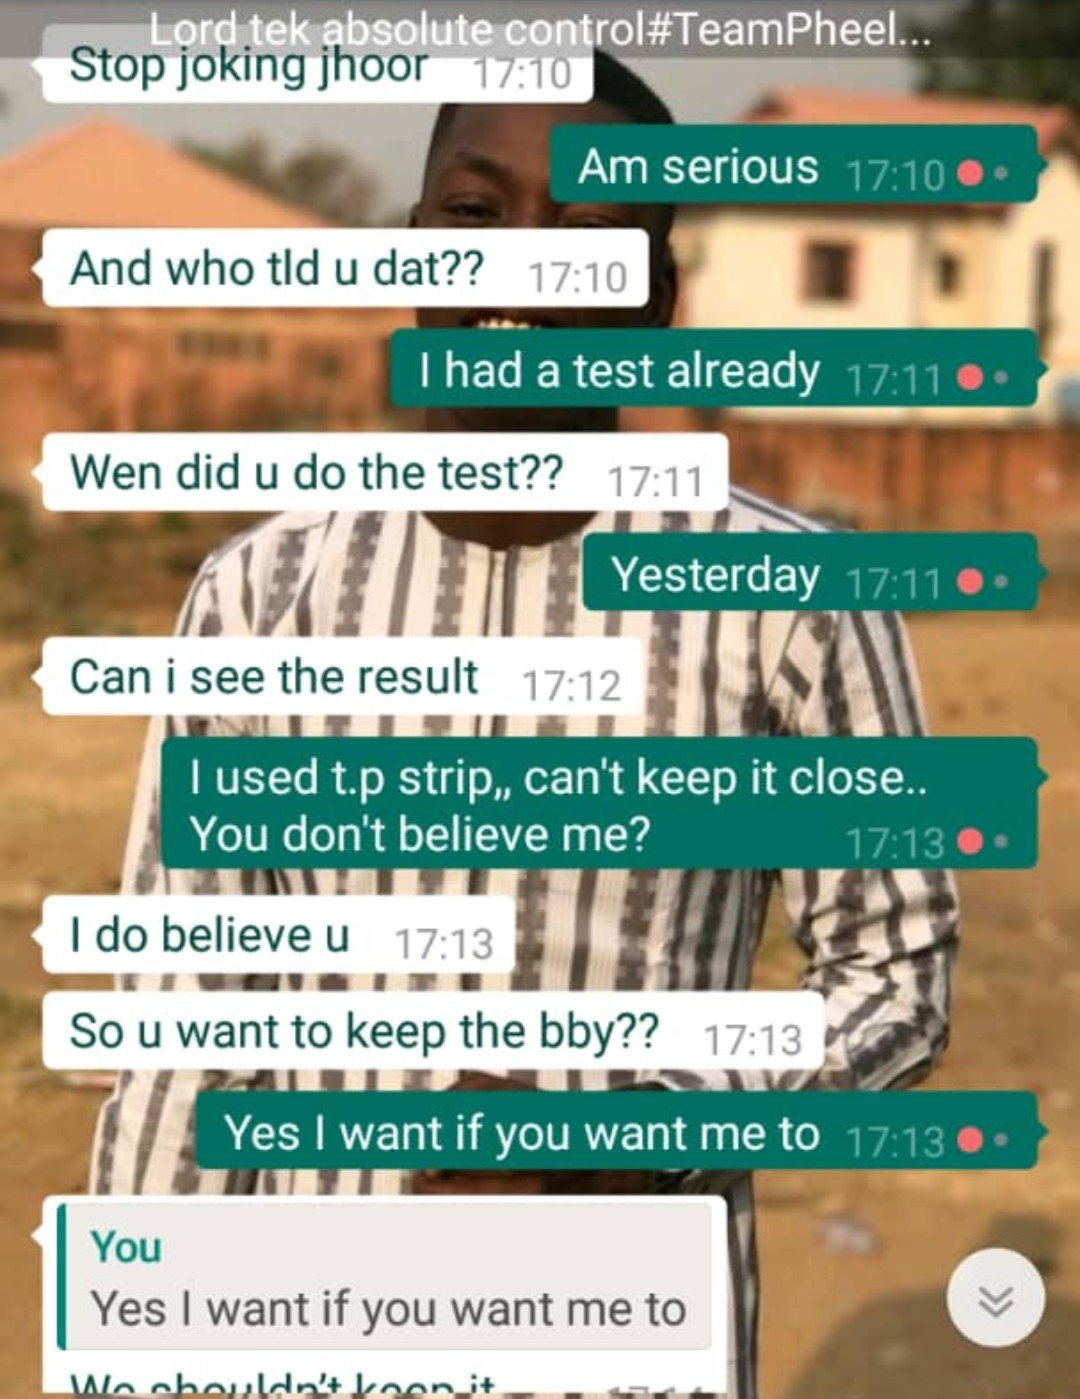 Lord tek absolute control#TeamPheel...
Stop joking jhoor 17:10
Am serious 17:10
And who tld u dat?? 17:10
I had a test already 17:11
Wen did u do the test?? 17:11
Yesterday 17:11
Can i see the result 17:12
I used t.p strip,, can't keep it close..
You don't believe me? 17:13
I do believe u 17:13
So u want to keep the bby?? 17:13
Yes I want if you want me to 17:13
You
Yes I want if you want me to
We shouldn't keep it